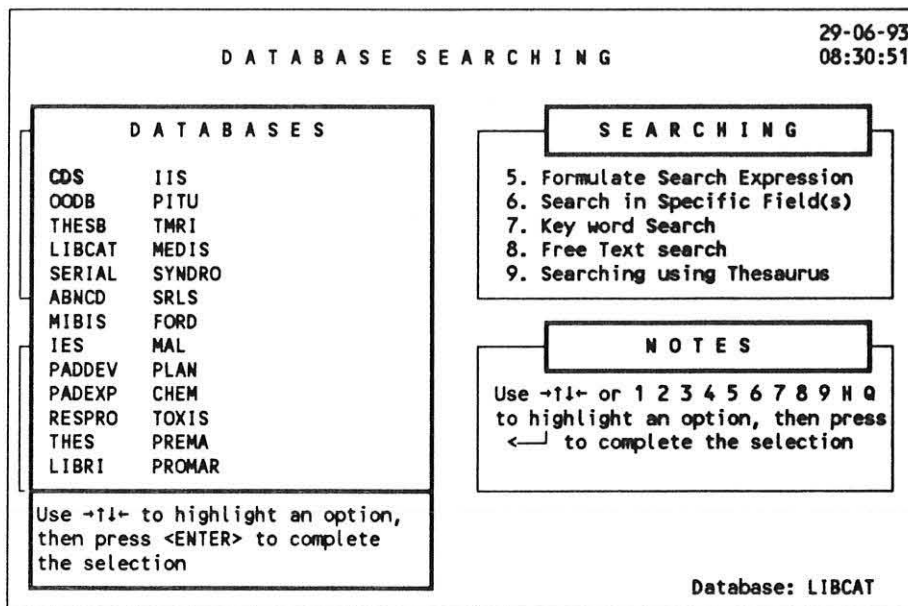 29-06-93
DATABASE SEARCHING 08:30:51
DATABASES
CDS IIS
OODB PITU
THESB TMRI
LIBCAT MEDIS
SERIAL SYNDRO
ABNCD SRLS
MIBIS FORD
IES MAL
PADDEV PLAN
PADEXP CHEM
RESPRO TOXIS
THES PREMA
LIBRI PROMAR
Use →↑↓← to highlight an option,
then press <ENTER> to complete
the selection
SEARCHING
5. Formulate Search Expression
6. Search in Specific Field(s)
7. Key word Search
8. Free Text search
9. Searching using Thesaurus
NOTES
Use →↑↓← or 1 2 3 4 5 6 7 8 9 H Q
to highlight an option, then press
<─┘ to complete the selection
Database: LIBCAT